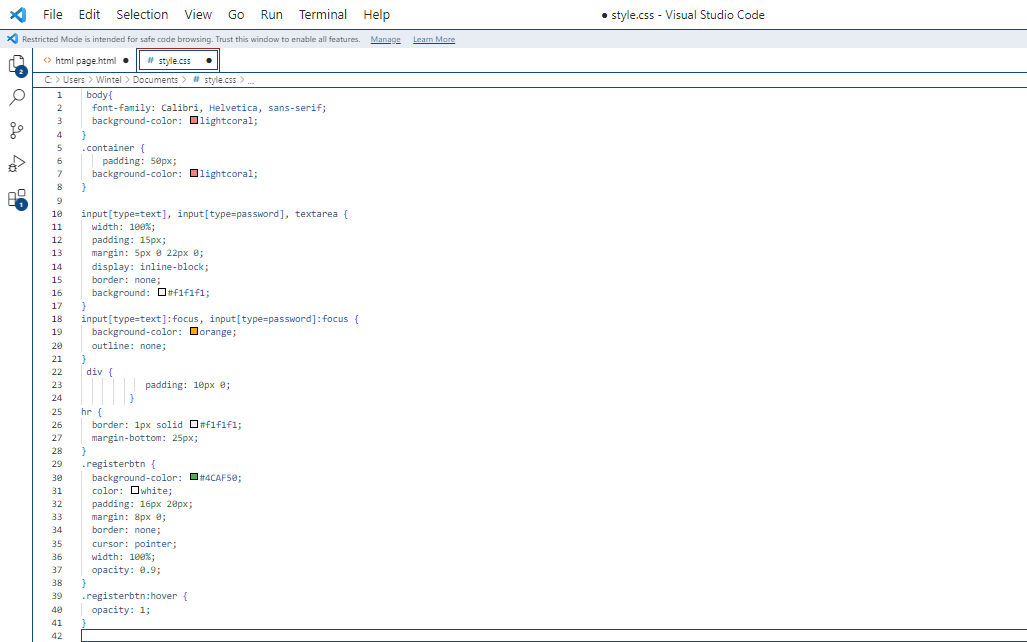 File Edit Selection View Go Run Terminal Help ● style.css - Visual Studio Code
Restricted Mode is intended for safe code browsing. Trust this window to enable all features. Manage Learn More
<> html page.html ● # style.css ●
C: > Users > Wintel > Documents > # style.css > ...
2
1
1 body{
2 font-family: Calibri, Helvetica, sans-serif;
3 background-color: lightcoral;
4 }
5 .container {
6 padding: 50px;
7 background-color: lightcoral;
8 }
9
10 input[type=text], input[type=password], textarea {
11 width: 100%;
12 padding: 15px;
13 margin: 5px 0 22px 0;
14 display: inline-block;
15 border: none;
16 background: #f1f1f1;
17 }
18 input[type=text]:focus, input[type=password]:focus {
19 background-color: orange;
20 outline: none;
21 }
22 div {
23 padding: 10px 0;
24 }
25 hr {
26 border: 1px solid #f1f1f1;
27 margin-bottom: 25px;
28 }
29 .registerbtn {
30 background-color: #4CAF50;
31 color: white;
32 padding: 16px 20px;
33 margin: 8px 0;
34 border: none;
35 cursor: pointer;
36 width: 100%;
37 opacity: 0.9;
38 }
39 .registerbtn:hover {
40 opacity: 1;
41 }
42